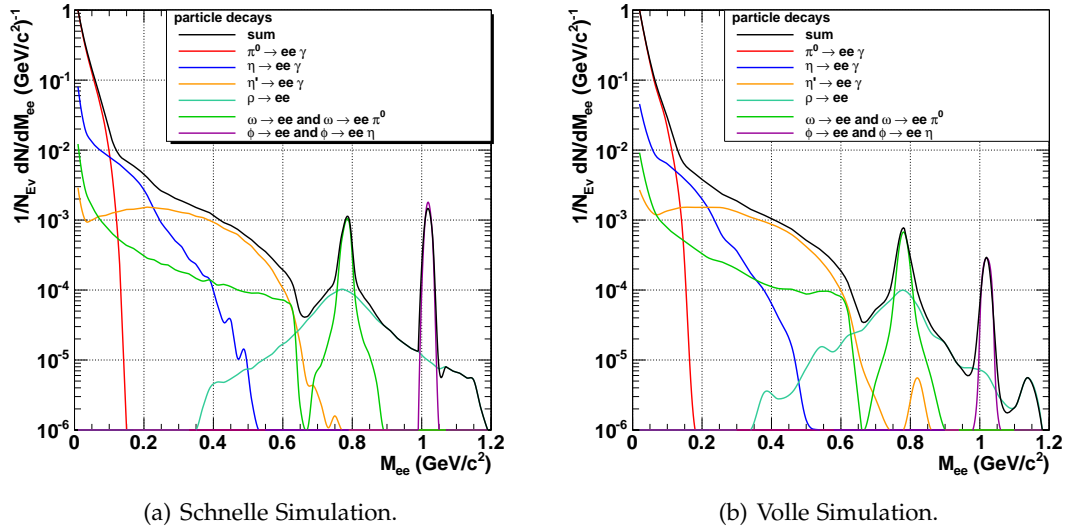 1/N_Ev dN/dM_ee (GeV/c²)⁻¹
1
10⁻¹
10⁻²
10⁻³
10⁻⁴
10⁻⁵
10⁻⁶
particle decays
sum
π⁰ → ee γ
η → ee γ
η' → ee γ
ρ → ee
ω → ee and ω → ee π⁰
ϕ → ee and ϕ → ee η
0 0.2 0.4 0.6 0.8 1 1.2
M_ee (GeV/c²)
(a) Schnelle Simulation.
1/N_Ev dN/dM_ee (GeV/c²)⁻¹
1
10⁻¹
10⁻²
10⁻³
10⁻⁴
10⁻⁵
10⁻⁶
particle decays
sum
π⁰ → ee γ
η → ee γ
η' → ee γ
ρ → ee
ω → ee and ω → ee π⁰
ϕ → ee and ϕ → ee η
0 0.2 0.4 0.6 0.8 1 1.2
M_ee (GeV/c²)
(b) Volle Simulation.